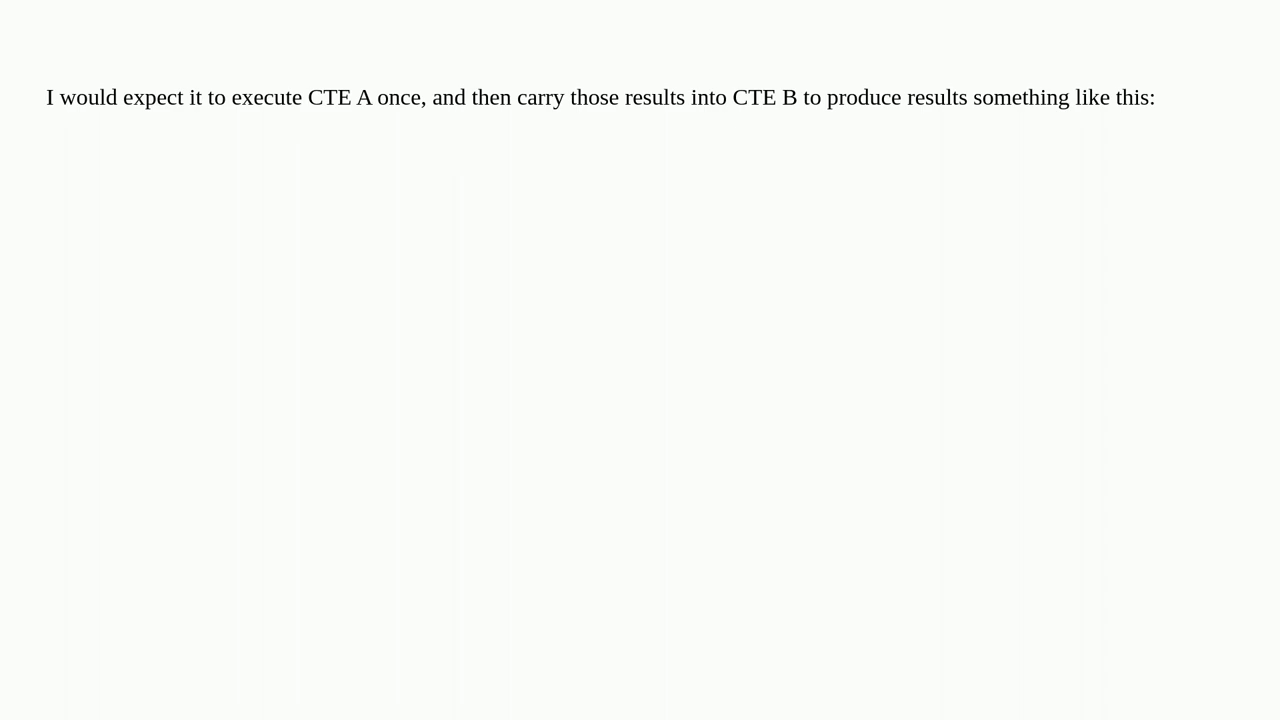 I would expect it to execute CTE A once, and then carry those results into CTE B to produce results something like this: